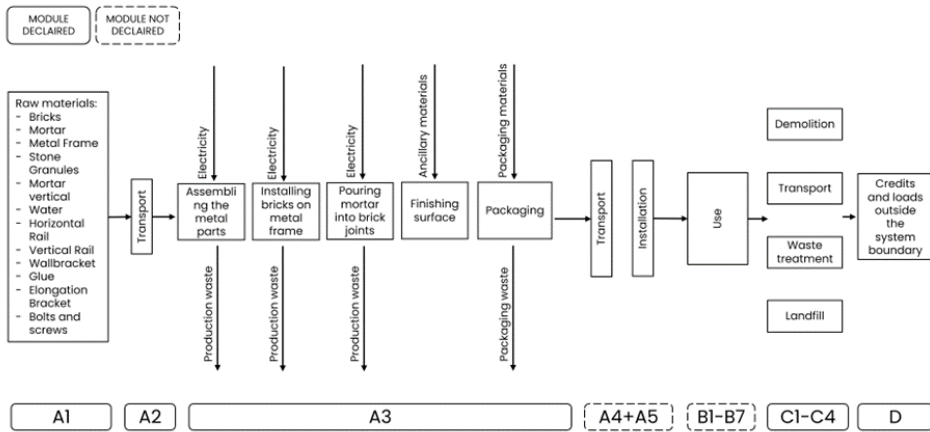 MODULE
DECLAIRED
MODULE NOT
DECLAIRED
Raw materials:
- Bricks
- Mortar
- Metal Frame
- Stone
Granules
- Mortar
vertical
- Water
- Horizontal
Rail
- Vertical Rail
- Wallbracket
- Glue
- Elongation
Bracket
- Bolts and
screws
Transport
Electricity
Assembli
ng the
metal
parts
Production waste
Electricity
Installing
bricks on
metal
frame
Production waste
Electricity
Pouring
mortar
into brick
joints
Production waste
Ancillary materials
Finishing
surface
Packaging materials
Packaging
Packaging waste
Transport
Installation
Use
Demolition
Transport
Waste
treatment
Landfill
Credits
and loads
outside
the
system
boundary
A1
A2
A3
A4+A5
B1-B7
C1-C4
D